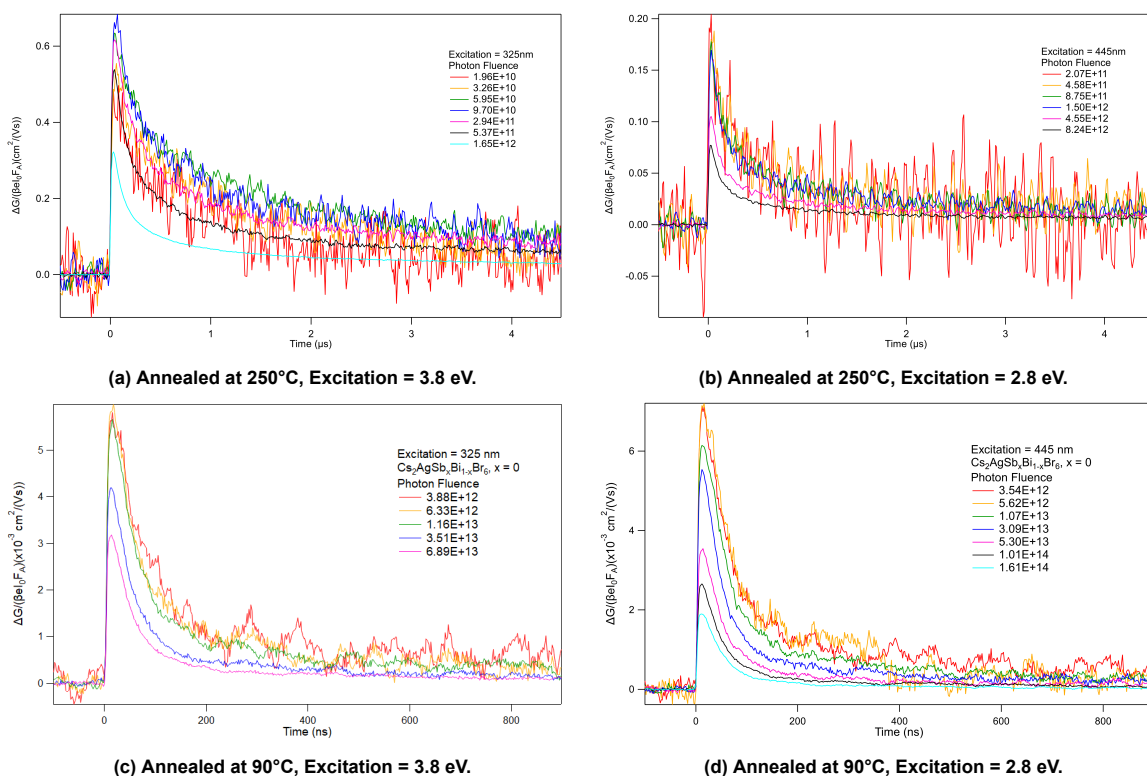 0.6
0.4
0.2
0.0
ΔG/(βeI₀F_A)(cm²/(Vs))
Excitation = 325nm
Photon Fluence
1.96E+10
3.26E+10
5.95E+10
9.70E+10
2.94E+11
5.37E+11
1.65E+12
0
1
2
3
4
Time (μs)
(a) Annealed at 250°C, Excitation = 3.8 eV.
0.20
0.15
0.10
0.05
0.00
-0.05
ΔG/(βeI₀F_A)(cm²/(Vs))
Excitation = 445nm
Photon Fluence
2.07E+11
4.58E+11
8.75E+11
1.50E+12
4.55E+12
8.24E+12
0
1
2
3
4
Time (μs)
(b) Annealed at 250°C, Excitation = 2.8 eV.
5
4
3
2
1
0
ΔG/(βeI₀F_A)(x10⁻³ cm²/(Vs))
Excitation = 325 nm
Cs₂AgSbₓBi₁₋ₓBr₆, x = 0
Photon Fluence
3.88E+12
6.33E+12
1.16E+13
3.51E+13
6.89E+13
0
200
400
600
800
Time (ns)
(c) Annealed at 90°C, Excitation = 3.8 eV.
6
4
2
0
ΔG/(βeI₀F_A)(x10⁻³ cm²/(Vs))
Excitation = 445 nm
Cs₂AgSbₓBi₁₋ₓBr₆, x = 0
Photon Fluence
3.54E+12
5.62E+12
1.07E+13
3.09E+13
5.30E+13
1.01E+14
1.61E+14
0
200
400
600
800
Time (ns)
(d) Annealed at 90°C, Excitation = 2.8 eV.